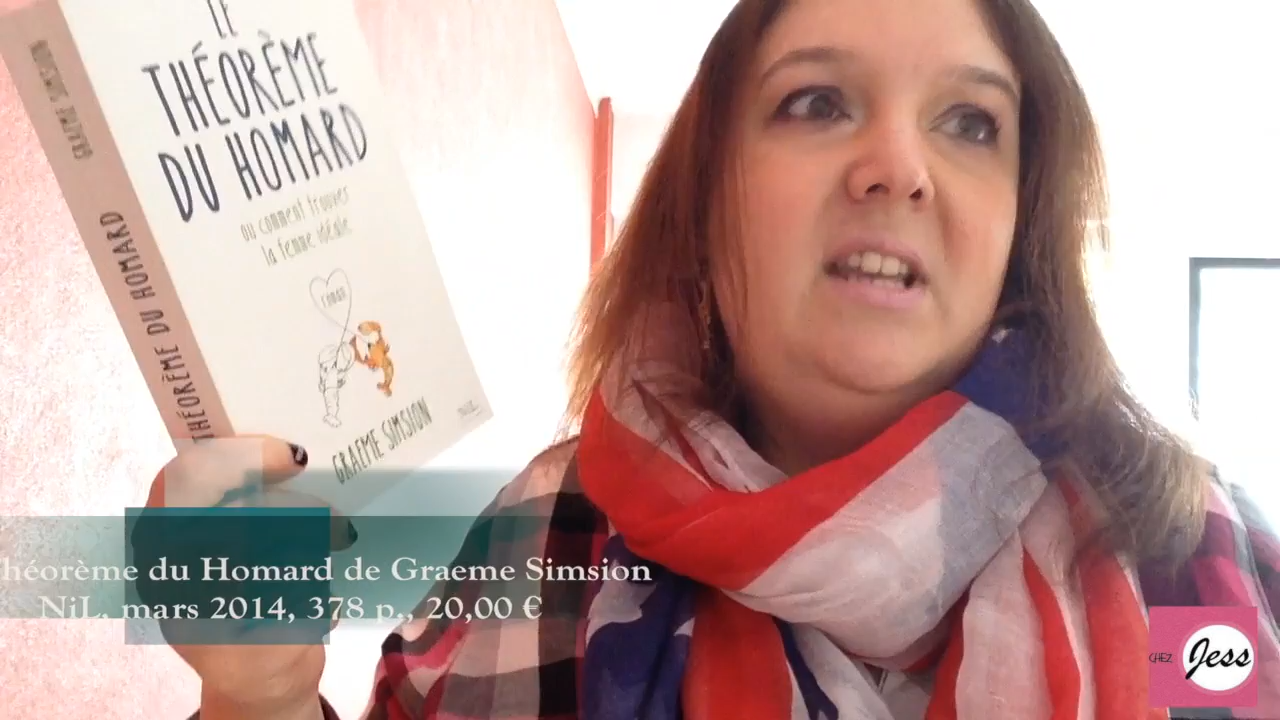 LE
THÉORÈME
DU HOMARD
ou comment trouver
la femme idéale
roman
GRAEME SIMSION
GRAEME SIMSION
THÉORÈME DU HOMARD
héorème du Homard de Graeme Simsion
NiL, mars 2014, 378 p., 20,00 €
CHEZ Jess